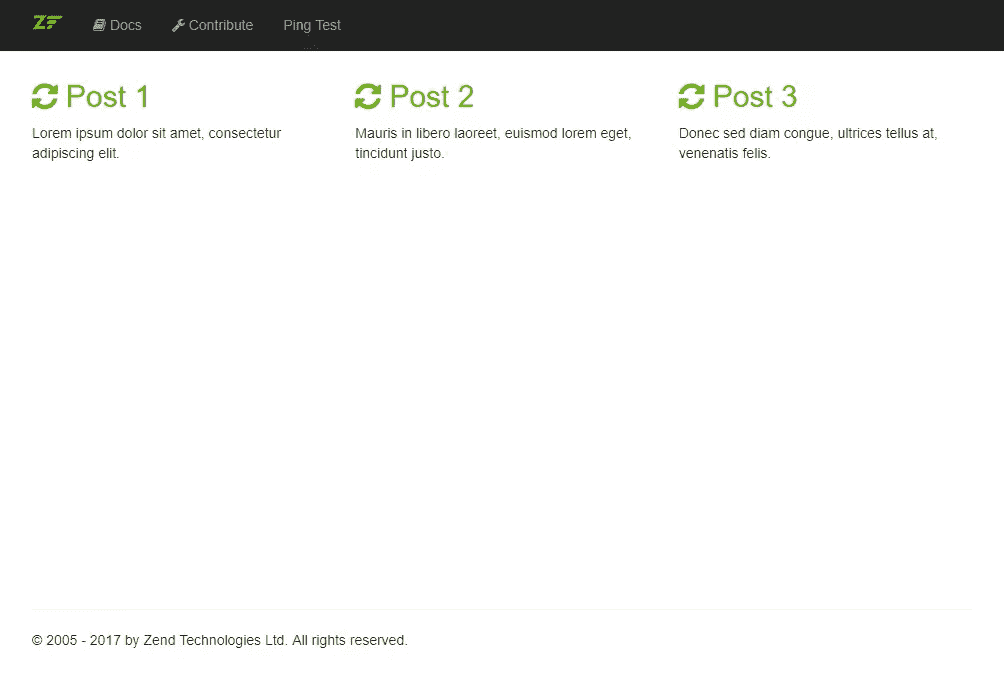 ZF Docs Contribute Ping Test
Post 1
Lorem ipsum dolor sit amet, consectetur
adipiscing elit.
Post 2
Mauris in libero laoreet, euismod lorem eget,
tincidunt justo.
Post 3
Donec sed diam congue, ultrices tellus at,
venenatis felis.
© 2005 - 2017 by Zend Technologies Ltd. All rights reserved.